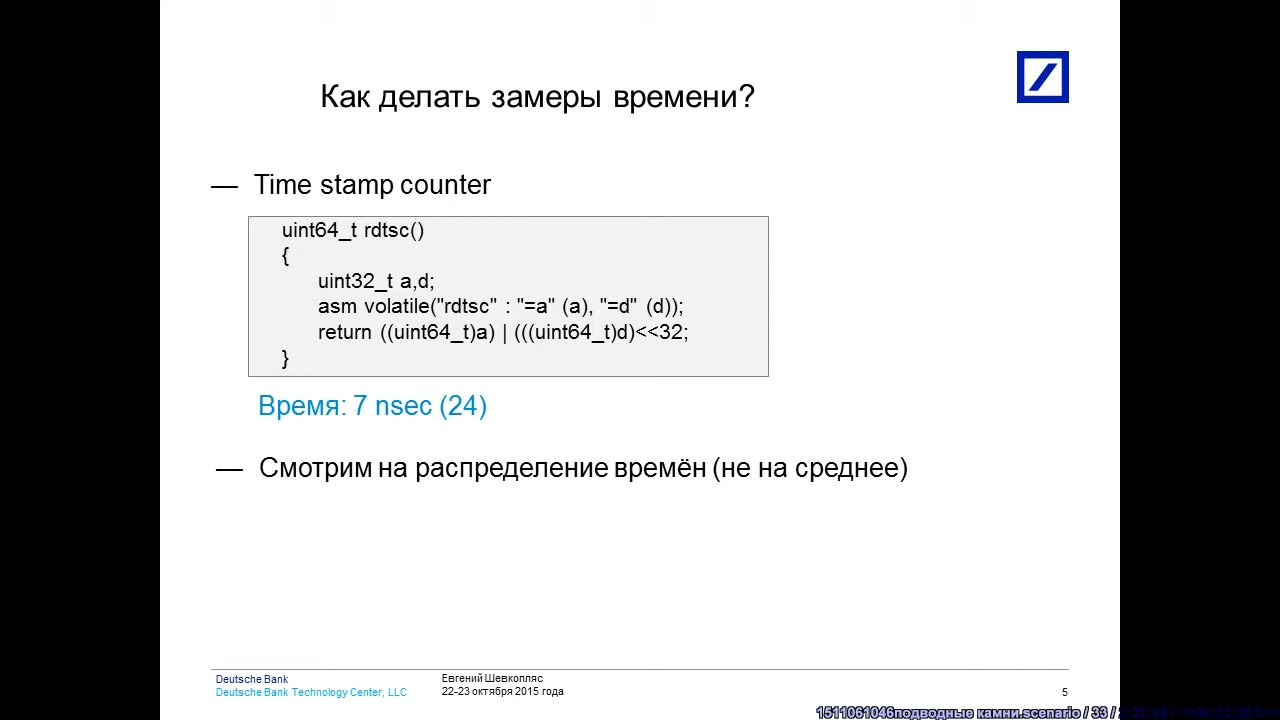 Как делать замеры времени?
— Time stamp counter
uint64_t rdtsc()
{
uint32_t a,d;
asm volatile("rdtsc" : "=a" (a), "=d" (d));
return ((uint64_t)a) | (((uint64_t)d)<<32;
}
Время: 7 nsec (24)
— Смотрим на распределение времён (не на среднее)
Deutsche Bank
Deutsche Bank Technology Center, LLC
Евгений Шевкопляс
22-23 октября 2015 года
5
1511061046подводные камни.scenario / 33 /